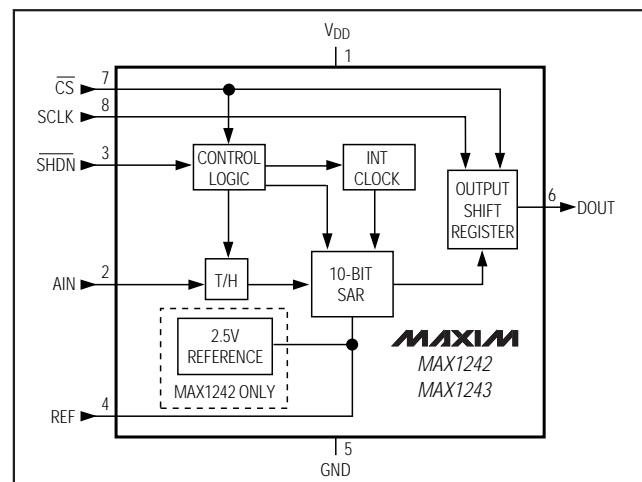 VDD
1
CS
7
SCLK
8
SHDN
3
CONTROL
LOGIC
INT
CLOCK
OUTPUT
SHIFT
REGISTER
6
DOUT
AIN
2
T/H
10-BIT
SAR
2.5V
REFERENCE
MAX1242 ONLY
MAXIM
MAX1242
MAX1243
REF
4
5
GND